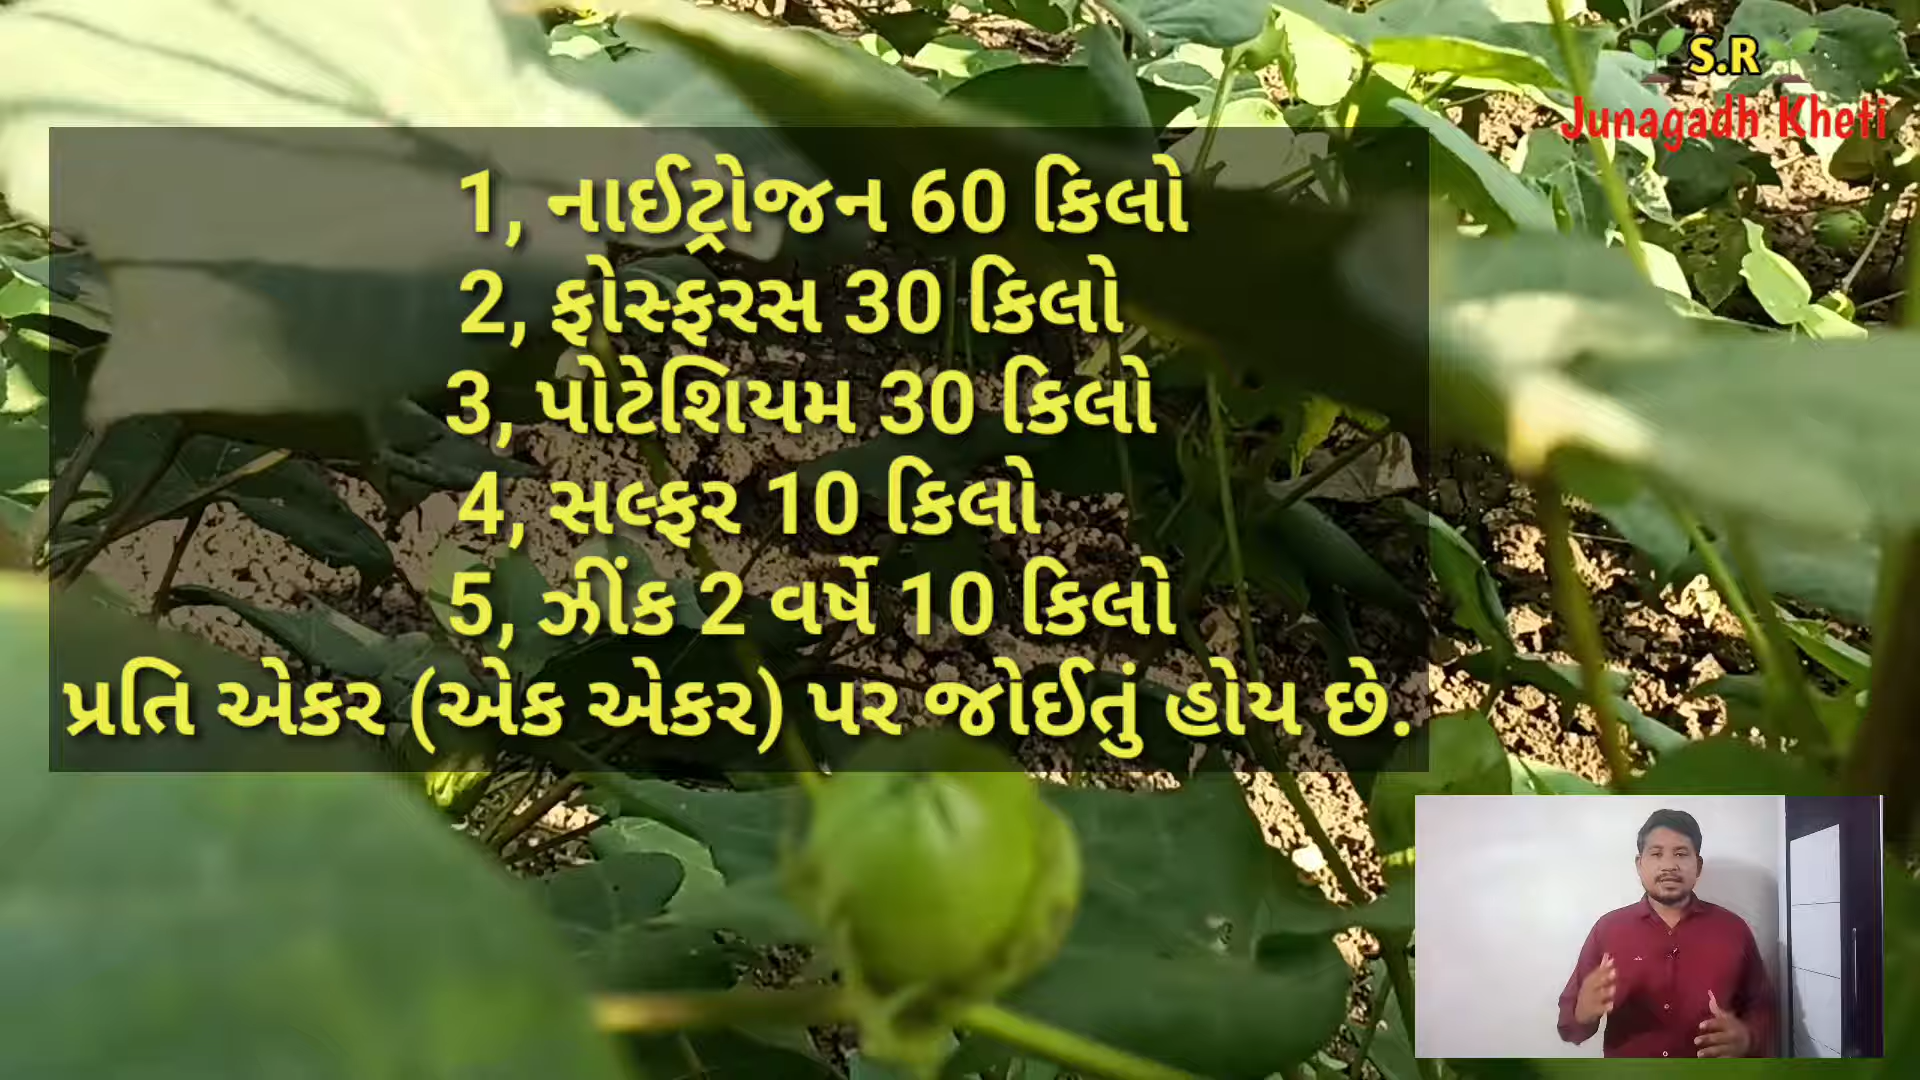 S.R
Junagadh Kheti
1, નાઈટ્રોજન 60 કિલો
2, ફોસ્ફરસ 30 કિલો
3, પોટેશિયમ 30 કિલો
4, સલ્ફર 10 કિલો
5, ઝીંક 2 વર્ષે 10 કિલો
પ્રતિ એકર (એક એકર) પર જોઈતું હોય છે.